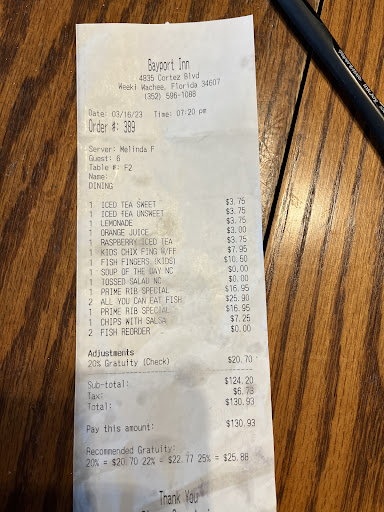 Bayport Inn
4835 Cortez Blvd
Weeki Wachee, Florida 34607
(352) 596-1088
Date: 03/16/23 Time: 07:20 pm
Order #: 389
Server: Melinda F
Guest: 6
Table #: F2
Name:
DINING
1 ICED TEA SWEET $3.75
1 ICED TEA UNSWEET $3.75
1 LEMONADE $3.75
1 ORANGE JUICE $3.00
1 RASPBERRY ICED TEA $3.75
1 KIDS CHIX FING W/FF $7.95
1 FISH FINGERS (KIDS) $10.50
1 SOUP OF THE DAY NC $0.00
1 TOSSED SALAD NC $0.00
1 PRIME RIB SPECIAL $16.95
2 ALL YOU CAN EAT FISH $25.90
1 PRIME RIB SPECIAL $16.95
1 CHIPS WITH SALSA $7.25
2 FISH REORDER $0.00
Adjustments
20% Gratuity (Check) $20.70
Sub-total: $124.20
Tax: $6.73
Total: $130.93
Pay this amount: $130.93
Recommended Gratuity:
20% = $20.70 22% = $22.77 25% = $25.88
Thank You